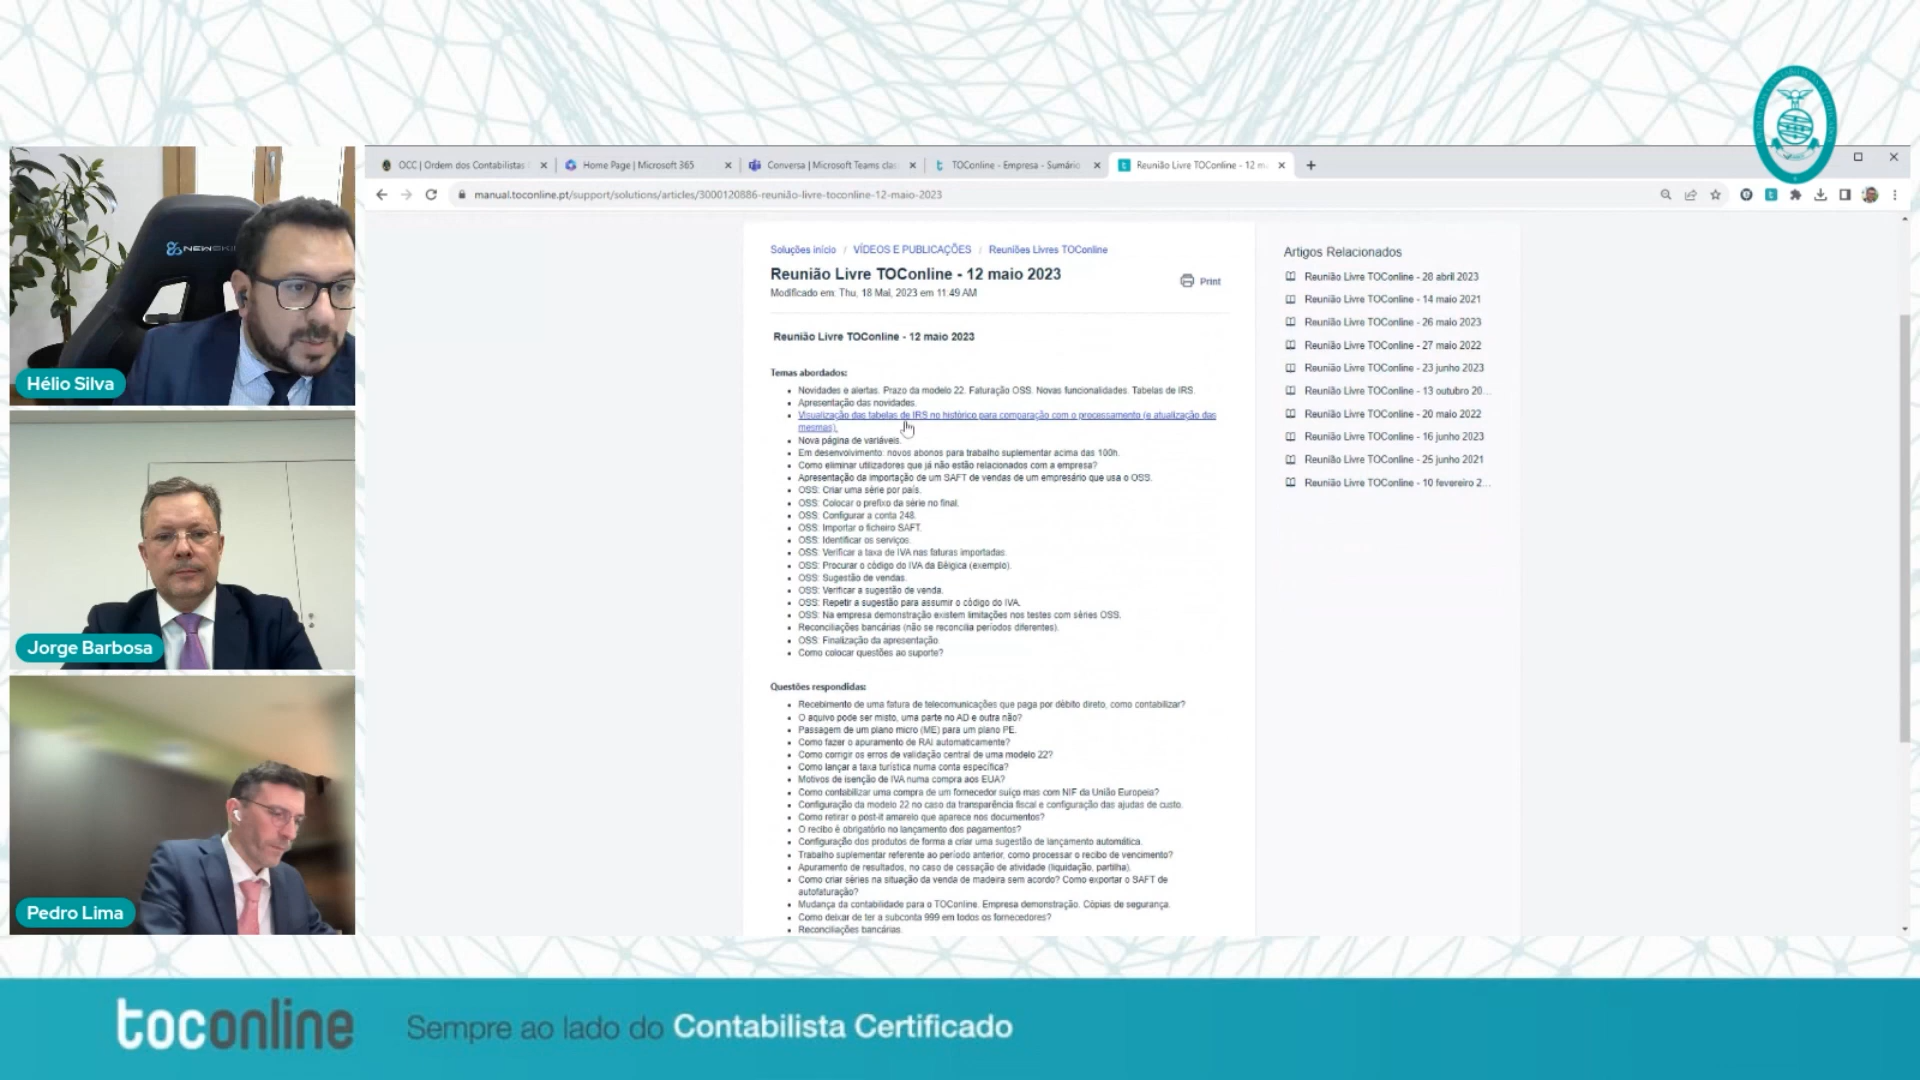 OCC | Ordem dos Contabilistas
Home Page | Microsoft 365
Conversa | Microsoft Teams clas
TOConline - Empresa - Sumário
Reunião Livre TOConline - 12 m
manual.toconline.pt/support/solutions/articles/3000120886-reunião-livre-toconline-12-maio-2023
Soluções início / VÍDEOS E PUBLICAÇÕES / Reuniões Livres TOConline
Reunião Livre TOConline - 12 maio 2023
Print
Modificado em: Thu, 18 Mai, 2023 em 11:49 AM
Reunião Livre TOConline - 12 maio 2023
Temas abordados:
Novidades e alertas. Prazo da modelo 22. Faturação OSS. Novas funcionalidades. Tabelas de IRS.
Apresentação das novidades.
Visualização das tabelas de IRS no histórico para comparação com o processamento (e atualização das
mesmas).
Nova página de variáveis.
Em desenvolvimento: novos abonos para trabalho suplementar acima das 100h.
Como eliminar utilizadores que já não estão relacionados com a empresa?
Apresentação da importação de um SAFT de vendas de um empresário que usa o OSS.
OSS: Criar uma série por país.
OSS: Colocar o prefixo da série no final.
OSS: Configurar a conta 248.
OSS: Importar o ficheiro SAFT.
OSS: Identificar os serviços.
OSS: Verificar a taxa de IVA nas faturas importadas.
OSS: Procurar o código do IVA da Bélgica (exemplo).
OSS: Sugestão de vendas.
OSS: Verificar a sugestão de venda.
OSS: Repetir a sugestão para assumir o código do IVA.
OSS: Na empresa demonstração existem limitações nos testes com séries OSS.
Reconciliações bancárias (não se reconcilia períodos diferentes).
OSS: Finalização da apresentação.
Como colocar questões ao suporte?
Questões respondidas:
Recebimento de uma fatura de telecomunicações que paga por débito direto, como contabilizar?
O aquivo pode ser misto, uma parte no AD e outra não?
Passagem de um plano micro (ME) para um plano PE.
Como fazer o apuramento de RAI automaticamente?
Como corrigir os erros de validação central de uma modelo 22?
Como lançar a taxa turística numa conta específica?
Motivos de isenção de IVA numa compra aos EUA?
Como contabilizar uma compra de um fornecedor suíço mas com NIF da União Europeia?
Configuração da modelo 22 no caso da transparência fiscal e configuração das ajudas de custo.
Como retirar o post-it amarelo que aparece nos documentos?
O recibo é obrigatório no lançamento dos pagamentos?
Configuração dos produtos de forma a criar uma sugestão de lançamento automática.
Trabalho suplementar referente ao período anterior, como processar o recibo de vencimento?
Apuramento de resultados, no caso de cessação de atividade (liquidação, partilha).
Como criar séries na situação da venda de madeira sem acordo? Como exportar o SAFT de
autofaturação?
Mudança da contabilidade para o TOConline. Empresa demonstração. Cópias de segurança.
Como deixar de ter a subconta 999 em todos os fornecedores?
Reconciliações bancárias.
Artigos Relacionados
Reunião Livre TOConline - 28 abril 2023
Reunião Livre TOConline - 14 maio 2021
Reunião Livre TOConline - 26 maio 2023
Reunião Livre TOConline - 27 maio 2022
Reunião Livre TOConline - 23 junho 2023
Reunião Livre TOConline - 13 outubro 20...
Reunião Livre TOConline - 20 maio 2022
Reunião Livre TOConline - 16 junho 2023
Reunião Livre TOConline - 25 junho 2021
Reunião Livre TOConline - 10 fevereiro 2...
Hélio Silva
Jorge Barbosa
Pedro Lima
toconline
Sempre ao lado do Contabilista Certificado